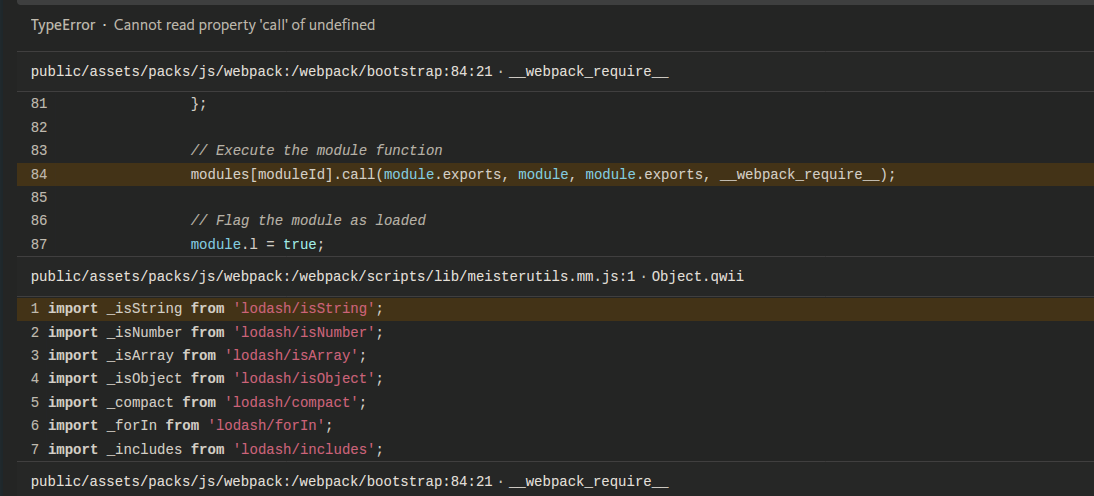 TypeError · Cannot read property 'call' of undefined
public/assets/packs/js/webpack:/webpack/bootstrap:84:21 · __webpack_require__
81 };
82
83 // Execute the module function
84 modules[moduleId].call(module.exports, module, module.exports, __webpack_require__);
85
86 // Flag the module as loaded
87 module.l = true;
public/assets/packs/js/webpack:/webpack/scripts/lib/meisterutils.mm.js:1 · Object.qwii
1 import _isString from 'lodash/isString';
2 import _isNumber from 'lodash/isNumber';
3 import _isArray from 'lodash/isArray';
4 import _isObject from 'lodash/isObject';
5 import _compact from 'lodash/compact';
6 import _forIn from 'lodash/forIn';
7 import _includes from 'lodash/includes';
public/assets/packs/js/webpack:/webpack/bootstrap:84:21 · __webpack_require__